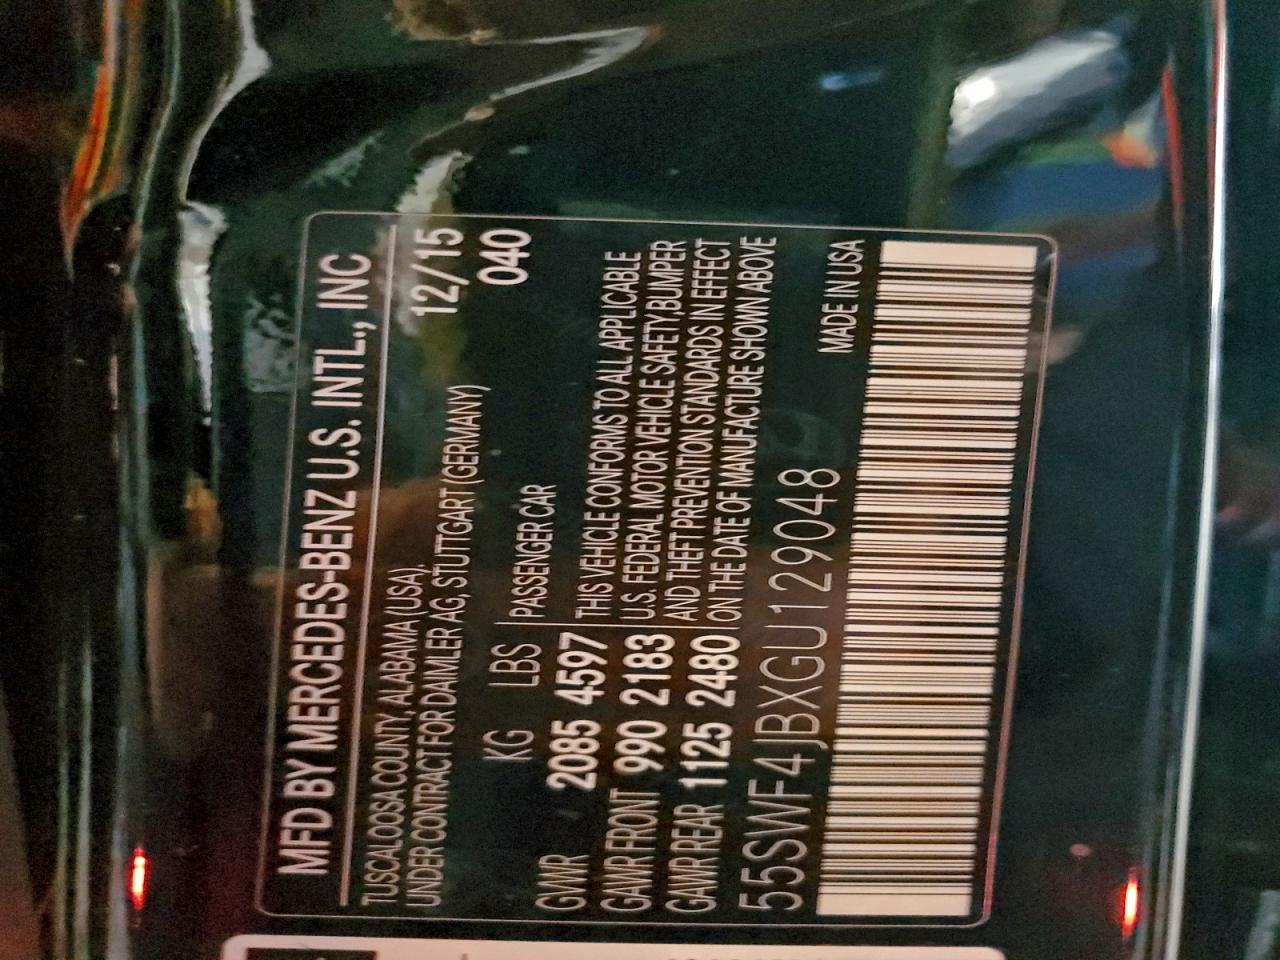 MFD BY MERCEDES-BENZ U.S. INTL., INC
TUSCALOOSA COUNTY, ALABAMA (USA), 12/15
UNDER CONTRACT FOR DAIMLER AG, STUTTGART (GERMANY)
040
KG LBS PASSENGER CAR
GVWR 2085 4597 THIS VEHICLE CONFORMS TO ALL APPLICABLE
GAWR FRONT 990 2183 U.S. FEDERAL MOTOR VEHICLE SAFETY,BUMPER
GAWR REAR 1125 2480 AND THEFT PREVENTION STANDARDS IN EFFECT
ON THE DATE OF MANUFACTURE SHOWN ABOVE
55SWF4JBXGU129048 MADE IN USA